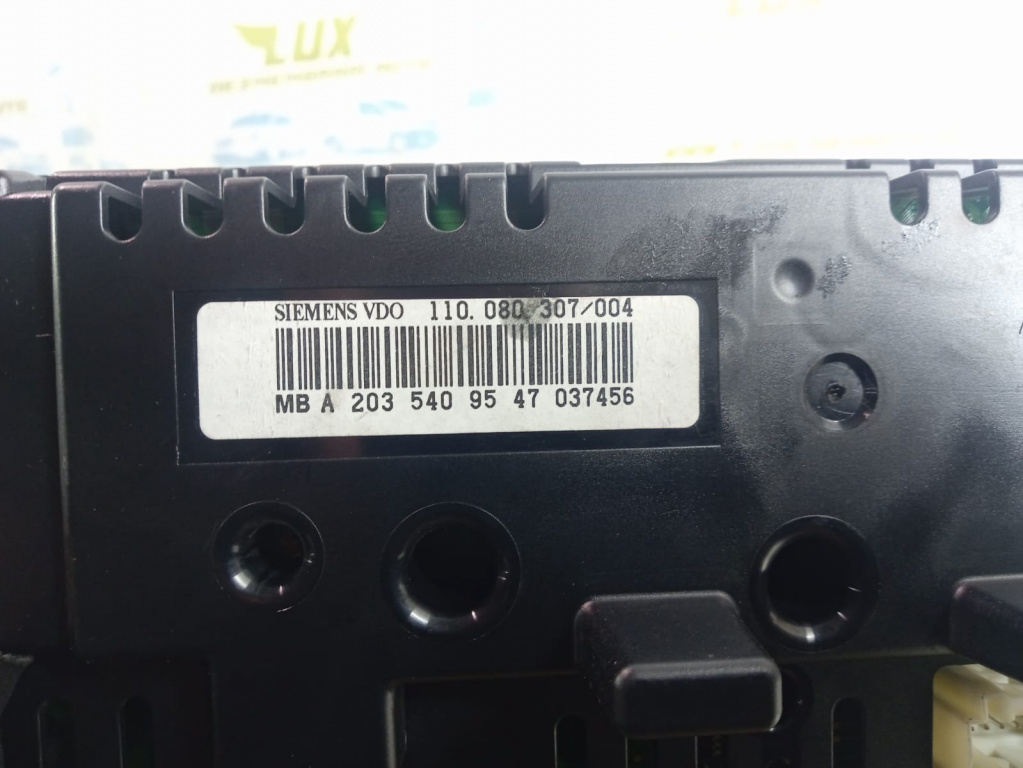 LUX
SIEMENS VDO 110.080.307/004
MB A 203 540 95 47 037456